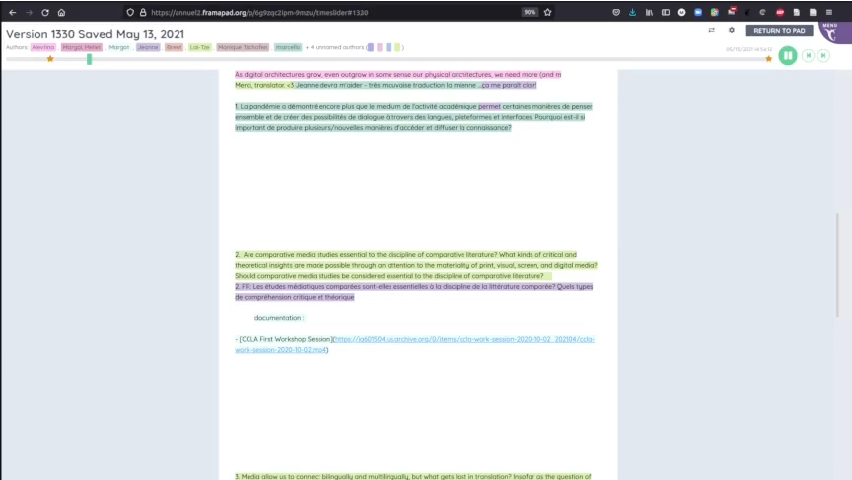 https://annuel2.framapad.org/p/6g9zqc2ipm-9mzu/timeslider#1330
90%
Version 1330 Saved May 13, 2021
RETURN TO PAD
MENU
Authors: Margot Mellet Margot Jeanne Brea Lai-Tze Monique Tschofen marcello + 4 unnamed authors ( )
05/13/2021 14:54:12
As digital architectures grow, even outgrow in some sense our physical architectures, we need more (and m
Merci, translator. <3 Jeanne devra m'aider - très mauvaise traduction la mienne ...ça me paraît clair!
1. La pandémie a démontré encore plus que le medium de l'activité académique permet certaines manières de penser
ensemble et de créer des possibilités de dialogue à travers des langues, plateformes et interfaces. Pourquoi est-il si
important de produire plusieurs/nouvelles manières d'accéder et diffuser la connaissance?
2. Are comparative media studies essential to the discipline of comparative literature? What kinds of critical and
theoretical insights are made possible through an attention to the materiality of print, visual, screen, and digital media?
Should comparative media studies be considered essential to the discipline of comparative literature?
2. FR. Les études médiatiques comparées sont-elles essentielles à la discipline de la littérature comparée? Quels types
de compréhension critique et théorique
documentation :
- [CCLA First Workshop Session](https://ia601504.us.archive.org/0/items/ccla-work-session-2020-10-02_202104/ccla-
work-session-2020-10-02.mp4)
3. Media allow us to connect bilingually and multilingually, but what gets lost in translation? Insofar as the question of